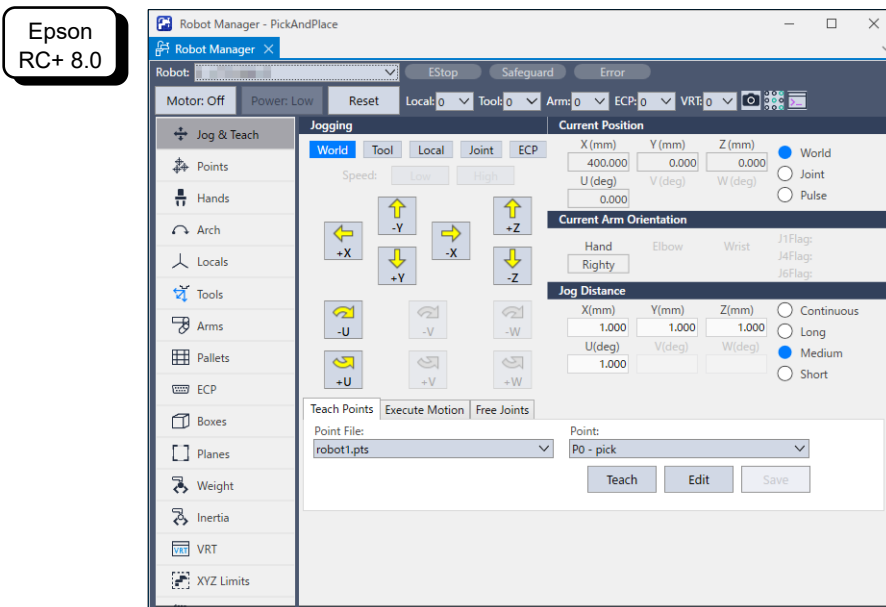 Epson
RC+ 8.0
Robot Manager - PickAndPlace
Robot Manager
Robot: EStop Safeguard Error
Motor: Off Power: Low Reset Local: 0 Tool: 0 Arm: 0 ECP: 0 VRT: 0
Jog & Teach
Points
Hands
Arch
Locals
Tools
Arms
Pallets
ECP
Boxes
Planes
Weight
Inertia
VRT VRT
XYZ Limits
Jogging
World Tool Local Joint ECP
Speed: Low High
-Y +Z
+X -X
+Y -Z
-U -V -W
+U +V +W
Current Position
X (mm) Y (mm) Z (mm)
400.000 0.000 0.000
U (deg) V (deg) W (deg)
0.000
World
Joint
Pulse
Current Arm Orientation
Hand Elbow Wrist
Righty
J1Flag:
J4Flag:
J6Flag:
Jog Distance
X(mm) Y(mm) Z(mm)
1.000 1.000 1.000
U(deg) V(deg) W(deg)
1.000
Continuous
Long
Medium
Short
Teach Points Execute Motion Free Joints
Point File: Point:
robot1.pts P0 - pick
Teach Edit Save